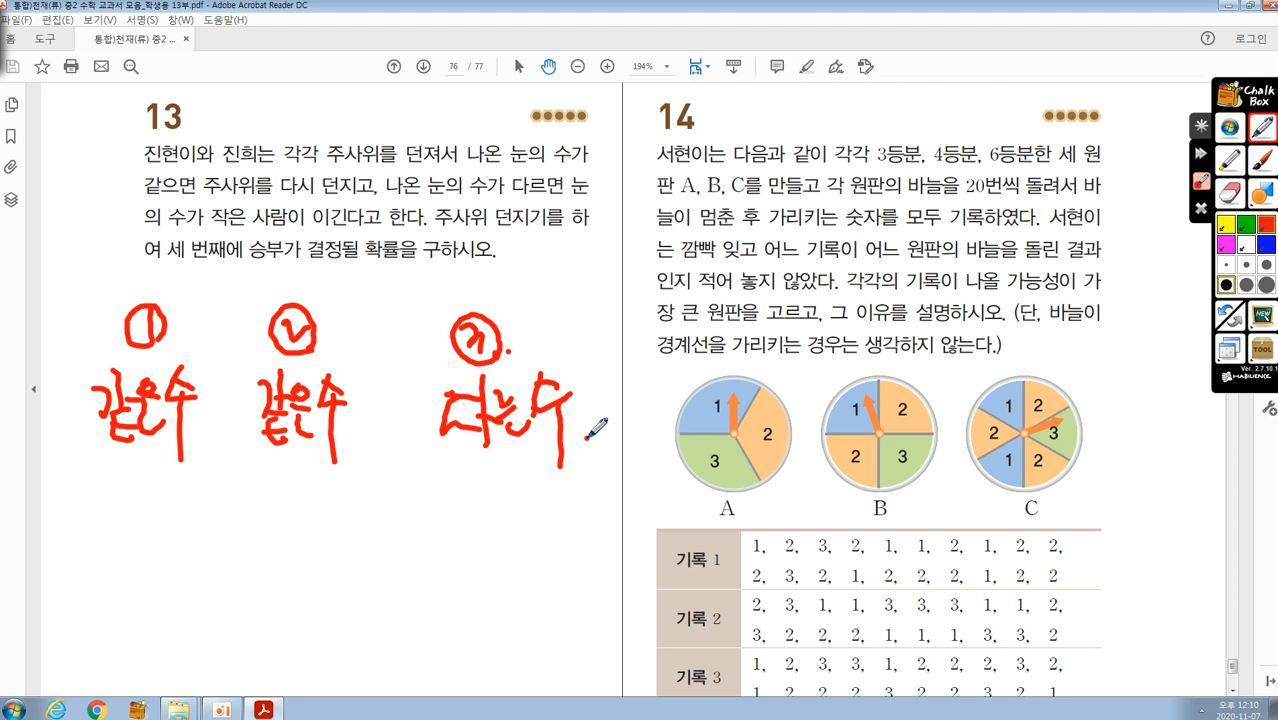 통합)천재(류) 중2 수학 교과서 모음_학생용 13부.pdf - Adobe Acrobat Reader DC
파일(F) 편집(E) 보기(V) 서명(S) 창(W) 도움말(H)
홈 도구 통합)천재(류) 중2 ... × 로그인
76 / 77 194%
Chalk Box
NEW
TOOL
Ver. 2.7.10.1
HABILIENCE
13
진현이와 진희는 각각 주사위를 던져서 나온 눈의 수가
같으면 주사위를 다시 던지고, 나온 눈의 수가 다르면 눈
의 수가 작은 사람이 이긴다고 한다. 주사위 던지기를 하
여 세 번째에 승부가 결정될 확률을 구하시오.
① ② ③.
같은수 같은수 다른수
14
서현이는 다음과 같이 각각 3등분, 4등분, 6등분한 세 원
판 A, B, C를 만들고 각 원판의 바늘을 20번씩 돌려서 바
늘이 멈춘 후 가리키는 숫자를 모두 기록하였다. 서현이
는 깜빡 잊고 어느 기록이 어느 원판의 바늘을 돌린 결과
인지 적어 놓지 않았다. 각각의 기록이 나올 가능성이 가
장 큰 원판을 고르고, 그 이유를 설명하시오. (단, 바늘이
경계선을 가리키는 경우는 생각하지 않는다.)
1 2 3
1 2 2 3
1 2 2 3 1 2
A B C
기록 1
1, 2, 3, 2, 1, 1, 2, 1, 2, 2,
2, 3, 2, 1, 2, 2, 2, 1, 2, 2
기록 2
2, 3, 1, 1, 3, 3, 3, 1, 1, 2,
3, 2, 2, 2, 1, 1, 1, 3, 3, 2
기록 3
1, 2, 3, 3, 1, 2, 2, 2, 3, 2,
1, 2, 2, 2, 3, 2, 2, 3, 2, 1
오후 12:10
2020-11-07